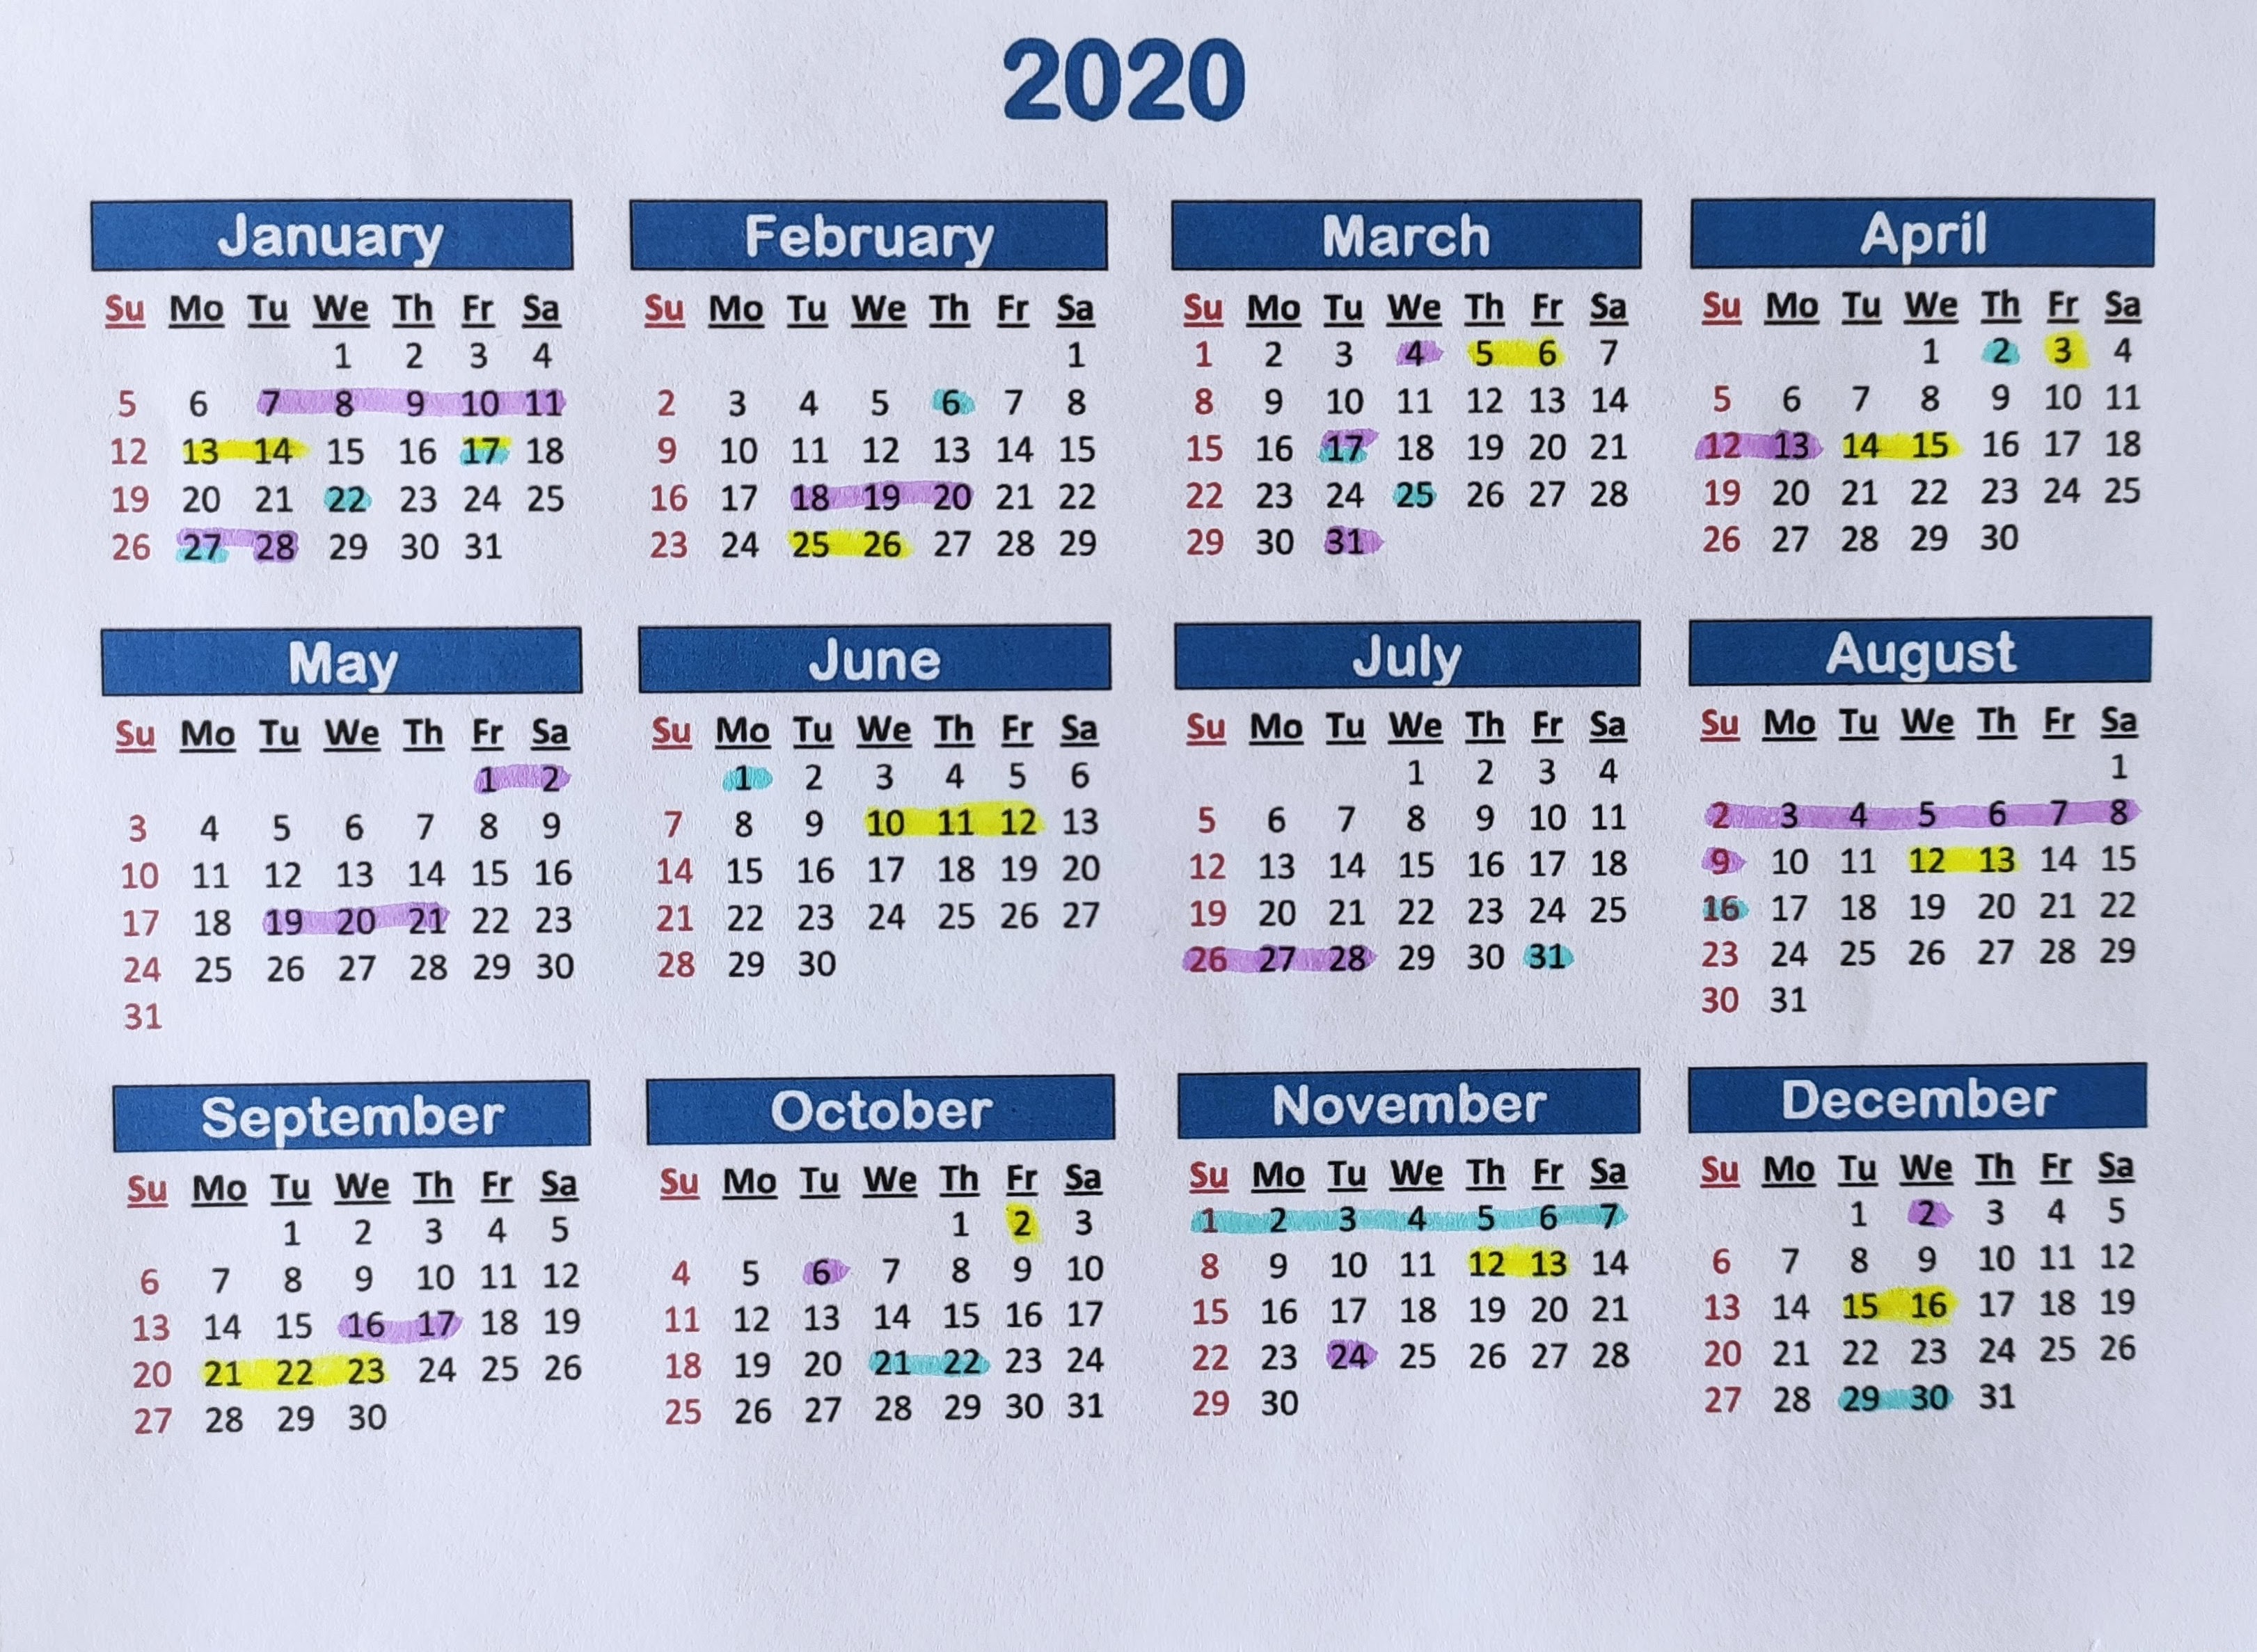 2020
January
Su Mo Tu We Th Fr Sa
1 2 3 4
5 6 7 8 9 10 11
12 13 14 15 16 17 18
19 20 21 22 23 24 25
26 27 28 29 30 31
February
Su Mo Tu We Th Fr Sa
1
2 3 4 5 6 7 8
9 10 11 12 13 14 15
16 17 18 19 20 21 22
23 24 25 26 27 28 29
March
Su Mo Tu We Th Fr Sa
1 2 3 4 5 6 7
8 9 10 11 12 13 14
15 16 17 18 19 20 21
22 23 24 25 26 27 28
29 30 31
April
Su Mo Tu We Th Fr Sa
1 2 3 4
5 6 7 8 9 10 11
12 13 14 15 16 17 18
19 20 21 22 23 24 25
26 27 28 29 30
May
Su Mo Tu We Th Fr Sa
1 2
3 4 5 6 7 8 9
10 11 12 13 14 15 16
17 18 19 20 21 22 23
24 25 26 27 28 29 30
31
June
Su Mo Tu We Th Fr Sa
1 2 3 4 5 6
7 8 9 10 11 12 13
14 15 16 17 18 19 20
21 22 23 24 25 26 27
28 29 30
July
Su Mo Tu We Th Fr Sa
1 2 3 4
5 6 7 8 9 10 11
12 13 14 15 16 17 18
19 20 21 22 23 24 25
26 27 28 29 30 31
August
Su Mo Tu We Th Fr Sa
1
2 3 4 5 6 7 8
9 10 11 12 13 14 15
16 17 18 19 20 21 22
23 24 25 26 27 28 29
30 31
September
Su Mo Tu We Th Fr Sa
1 2 3 4 5
6 7 8 9 10 11 12
13 14 15 16 17 18 19
20 21 22 23 24 25 26
27 28 29 30
October
Su Mo Tu We Th Fr Sa
1 2 3
4 5 6 7 8 9 10
11 12 13 14 15 16 17
18 19 20 21 22 23 24
25 26 27 28 29 30 31
November
Su Mo Tu We Th Fr Sa
1 2 3 4 5 6 7
8 9 10 11 12 13 14
15 16 17 18 19 20 21
22 23 24 25 26 27 28
29 30
December
Su Mo Tu We Th Fr Sa
1 2 3 4 5
6 7 8 9 10 11 12
13 14 15 16 17 18 19
20 21 22 23 24 25 26
27 28 29 30 31